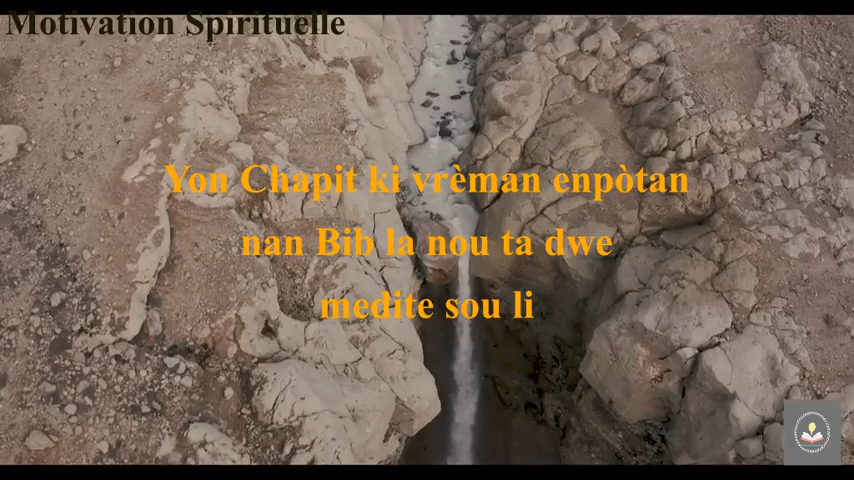 Motivation Spirituelle
Yon Chapit ki vrèman enpòtan
nan Bib la nou ta dwe
medite sou li